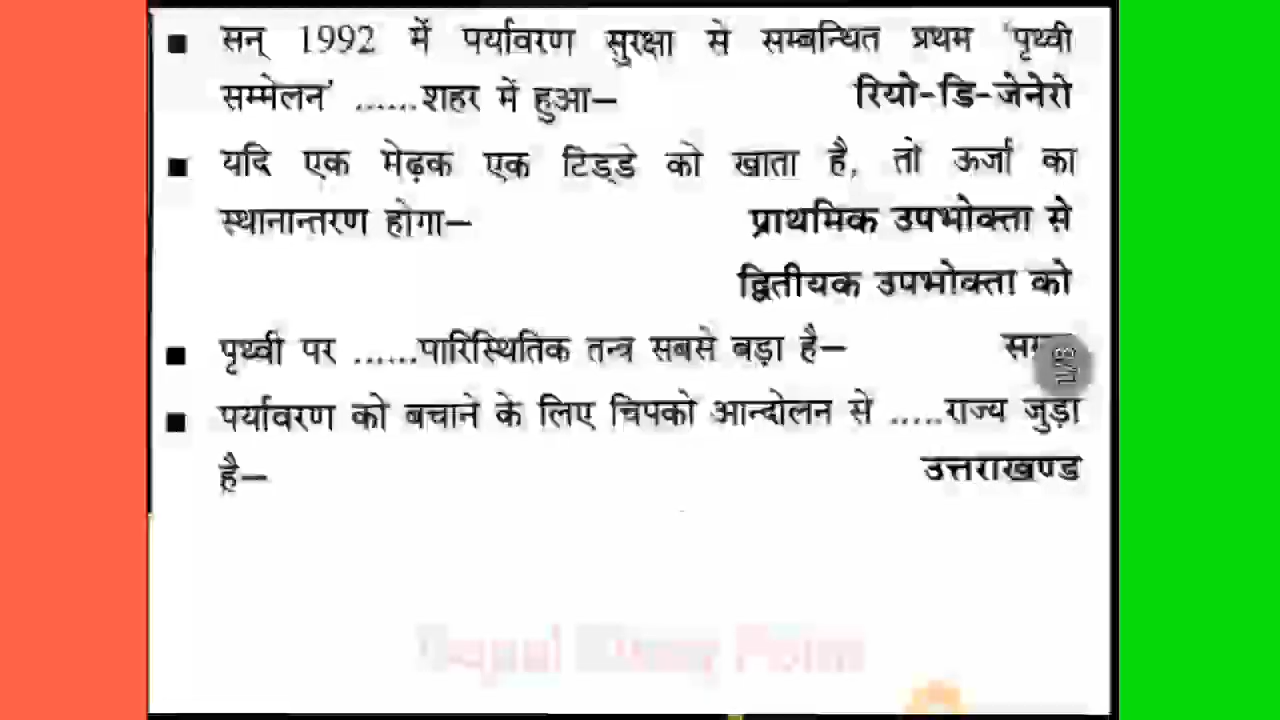 ■ सन् 1992 में पर्यावरण सुरक्षा से सम्बन्धित प्रथम 'पृथ्वी
सम्मेलन' ......शहर में हुआ– रियो-डि-जेनेरो
■ यदि एक मेढ़क एक टिड्डे को खाता है, तो ऊर्जा का
स्थानान्तरण होगा– प्राथमिक उपभोक्ता से
द्वितीयक उपभोक्ता को
■ पृथ्वी पर ......पारिस्थितिक तन्त्र सबसे बड़ा है–
■ पर्यावरण को बचाने के लिए चिपको आन्दोलन से .....राज्य जुड़ा
है– उत्तराखण्ड